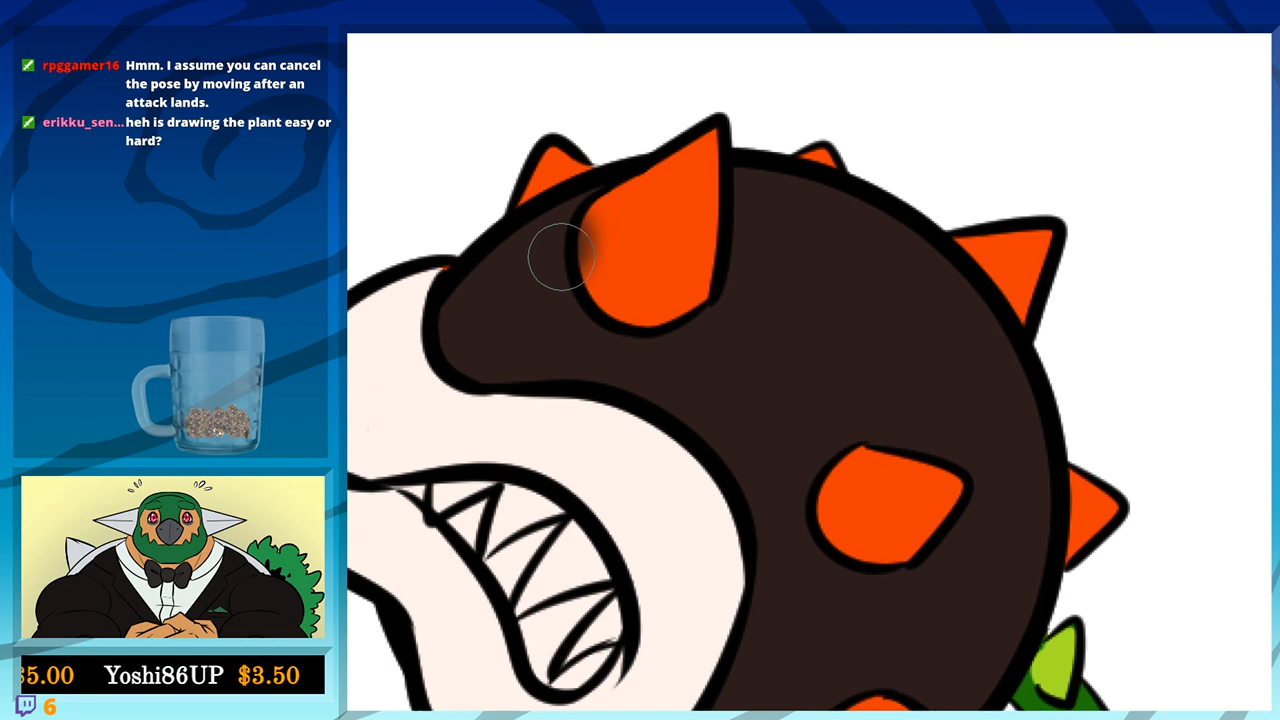 rpggamer16 Hmm. I assume you can cancel
the pose by moving after an
attack lands.
erikku_sen... heh is drawing the plant easy or
hard?
$5.00 Yoshi86UP $3.50
6